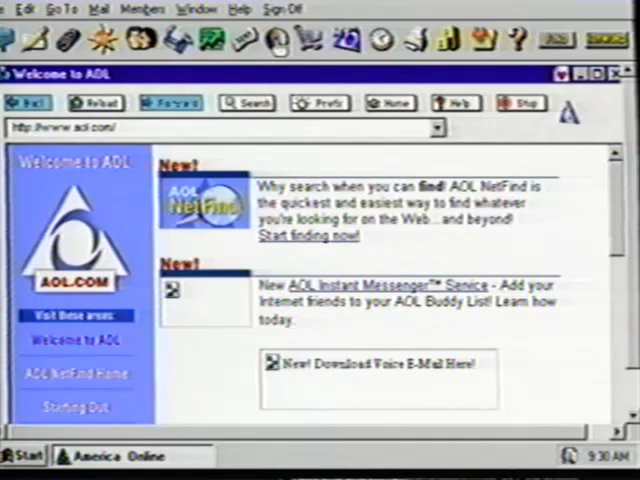 Edit Go To Mail Members Window Help Sign Off
Find
Welcome to AOL
Back Reload Forward Search Prefs Home Help Stop
http://www.aol.com/
Welcome to AOL
AOL.COM
Visit these areas:
Welcome to AOL
AOL NetFind Home
Starting Out
New!
AOL
NetFind
Why search when you can find! AOL NetFind is
the quickest and easiest way to find whatever
you're looking for on the Web...and beyond!
Start finding now!
New!
New AOL Instant Messenger™ Service - Add your
Internet friends to your AOL Buddy List! Learn how
today.
New! Download Voice E-Mail Here!
Start America Online 9:30 AM